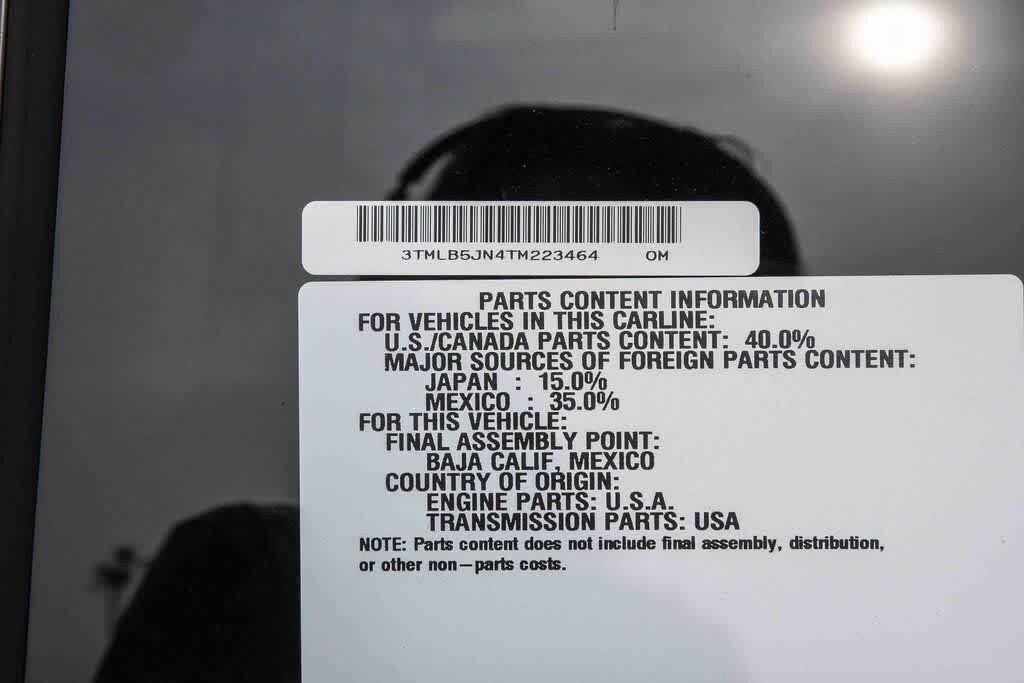 3TMLB5JN4TM223464 OM
PARTS CONTENT INFORMATION
FOR VEHICLES IN THIS CARLINE:
U.S./CANADA PARTS CONTENT: 40.0%
MAJOR SOURCES OF FOREIGN PARTS CONTENT:
JAPAN : 15.0%
MEXICO : 35.0%
FOR THIS VEHICLE:
FINAL ASSEMBLY POINT:
BAJA CALIF, MEXICO
COUNTRY OF ORIGIN:
ENGINE PARTS: U.S.A.
TRANSMISSION PARTS: USA
NOTE: Parts content does not include final assembly, distribution,
or other non-parts costs.